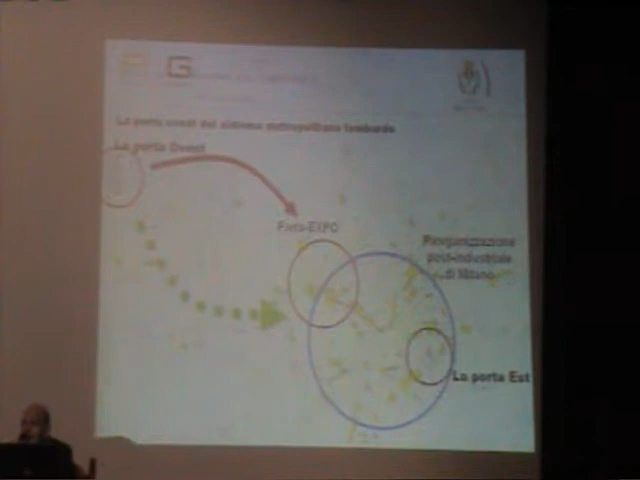 G
La porta ovest del sistema metropolitano lombardo
La porta Ovest
Fiera-EXPO
Riorganizzazione
post-industriale
di Milano
La porta Est